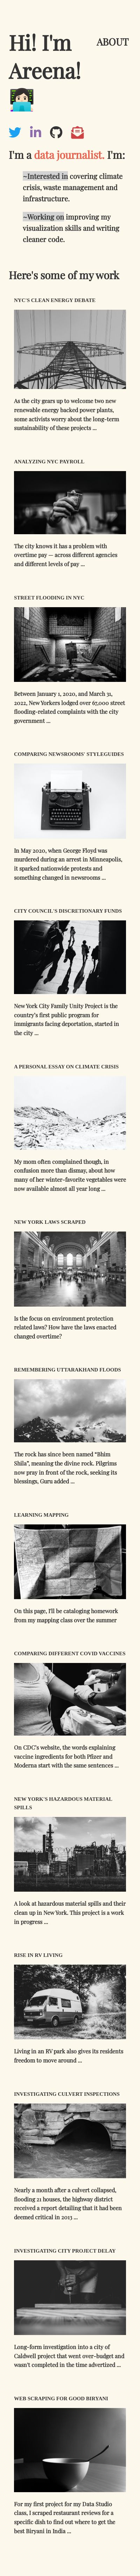 Hi! I'm
Areena!
ABOUT
I'm a data journalist. I'm:
~Interested in covering climate
crisis, waste management and
infrastructure.
~Working on improving my
visualization skills and writing
cleaner code.
Here's some of my work
NYC'S CLEAN ENERGY DEBATE
As the city gears up to welcome two new
renewable energy backed power plants,
some activists worry about the long-term
sustainability of these projects ...
ANALYZING NYC PAYROLL
The city knows it has a problem with
overtime pay — across different agencies
and different levels of pay ...
STREET FLOODING IN NYC
Between January 1, 2020, and March 31,
2022, New Yorkers lodged over 67,000 street
flooding-related complaints with the city
government ...
COMPARING NEWSROOMS' STYLEGUIDES
In May 2020, when George Floyd was
murdered during an arrest in Minneapolis,
it sparked nationwide protests and
something changed in newsrooms ...
CITY COUNCIL'S DISCRETIONARY FUNDS
New York City Family Unity Project is the
country's first public program for
immigrants facing deportation, started in
the city ...
A PERSONAL ESSAY ON CLIMATE CRISIS
My mom often complained though, in
confusion more than dismay, about how
many of her winter-favorite vegetables were
now available almost all year long ...
NEW YORK LAWS SCRAPED
Is the focus on environment protection
related laws? How have the laws enacted
changed overtime?
REMEMBERING UTTARAKHAND FLOODS
The rock has since been named "Bhim
Shila", meaning the divine rock. Pilgrims
now pray in front of the rock, seeking its
blessings, Guru added ...
LEARNING MAPPING
On this page, I'll be cataloging homework
from my mapping class over the summer
COMPARING DIFFERENT COVID VACCINES
On CDC's website, the words explaining
vaccine ingredients for both Pfizer and
Moderna start with the same sentences ...
NEW YORK'S HAZARDOUS MATERIAL
SPILLS
A look at hazardous material spills and their
clean up in New York. This project is a work
in progress ...
RISE IN RV LIVING
Living in an RV park also gives its residents
freedom to move around ...
INVESTIGATING CULVERT INSPECTIONS
Nearly a month after a culvert collapsed,
flooding 21 houses, the highway district
received a report detailing that it had been
deemed critical in 2013 ...
INVESTIGATING CITY PROJECT DELAY
Long-form investigation into a city of
Caldwell project that went over-budget and
wasn't completed in the time advertized ...
WEB SCRAPING FOR GOOD BIRYANI
For my first project for my Data Studio
class, I scraped restaurant reviews for a
specific dish to find out where to get the
best Biryani in India ...